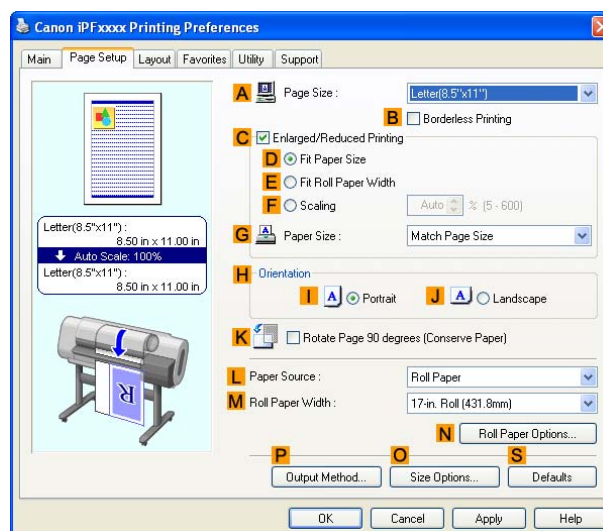 Canon iPFxxxx Printing Preferences
Main Page Setup Layout Favorites Utility Support
A Page Size : Letter(8.5"x11")
B Borderless Printing
C Enlarged/Reduced Printing
D Fit Paper Size
E Fit Roll Paper Width
F Scaling Auto % (5 - 600)
G Paper Size : Match Page Size
Letter(8.5"x11") :
8.50 in x 11.00 in
Auto Scale: 100%
Letter(8.5"x11") :
8.50 in x 11.00 in
H Orientation
I A Portrait J A Landscape
K Rotate Page 90 degrees (Conserve Paper)
R
L Paper Source : Roll Paper
M Roll Paper Width : 17-in. Roll (431.8mm)
N Roll Paper Options...
P O S
Output Method... Size Options... Defaults
OK Cancel Apply Help